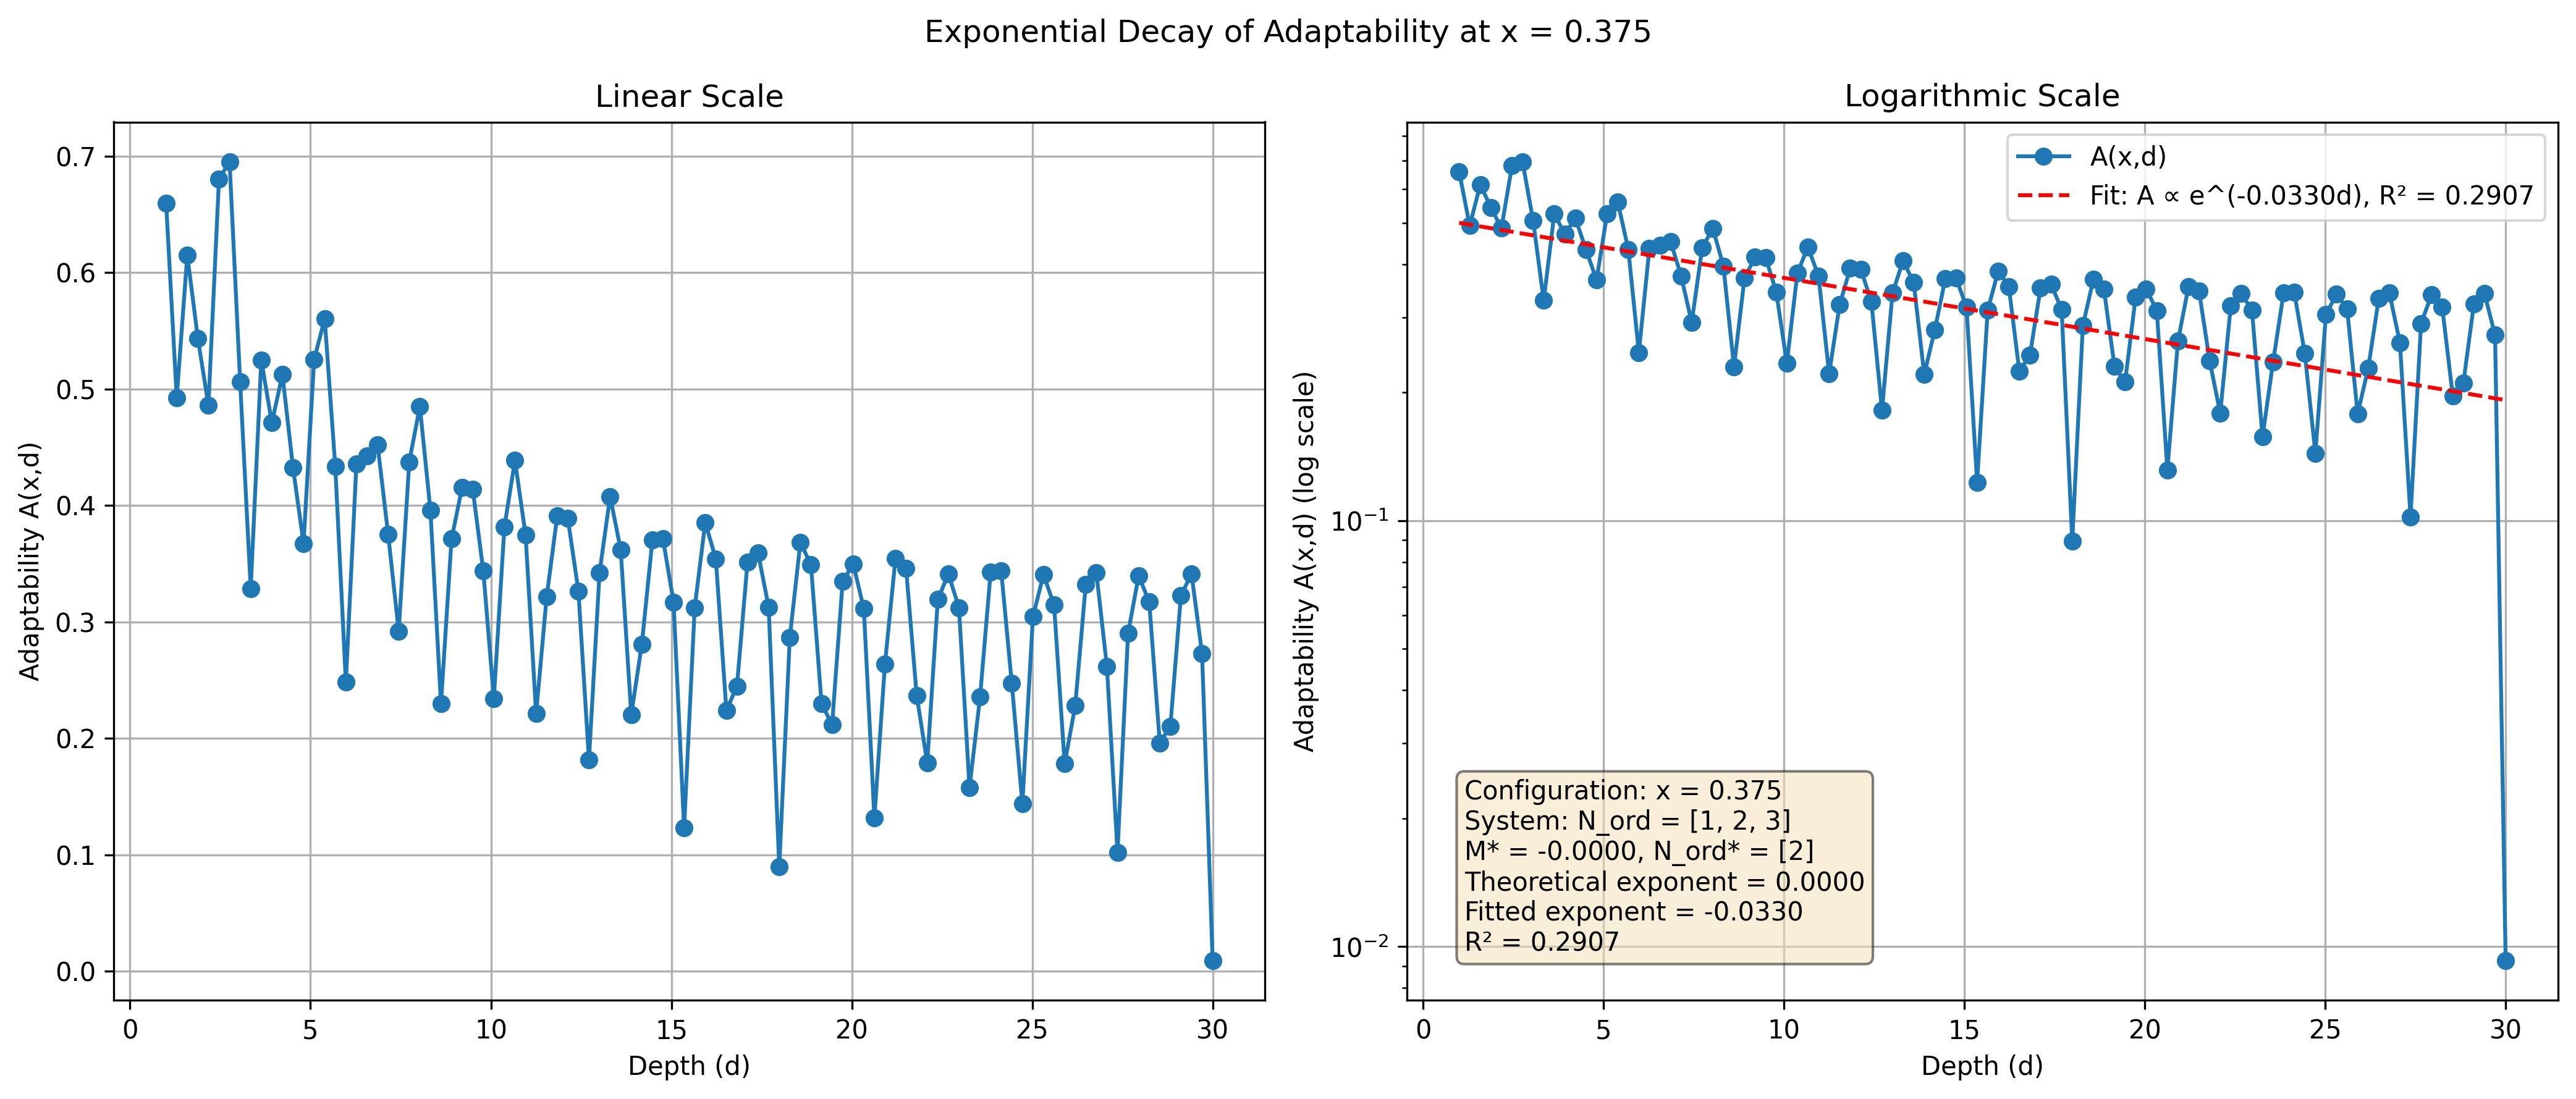 Exponential Decay of Adaptability at x = 0.375
Linear Scale
Adaptability A(x,d)
0.7
0.6
0.5
0.4
0.3
0.2
0.1
0.0
0
5
10
15
20
25
30
Depth (d)
Logarithmic Scale
Adaptability A(x,d) (log scale)
10⁻¹
10⁻²
A(x,d)
Fit: A ∝ e^(-0.0330d), R² = 0.2907
Configuration: x = 0.375
System: N_ord = [1, 2, 3]
M* = -0.0000, N_ord* = [2]
Theoretical exponent = 0.0000
Fitted exponent = -0.0330
R² = 0.2907
0
5
10
15
20
25
30
Depth (d)